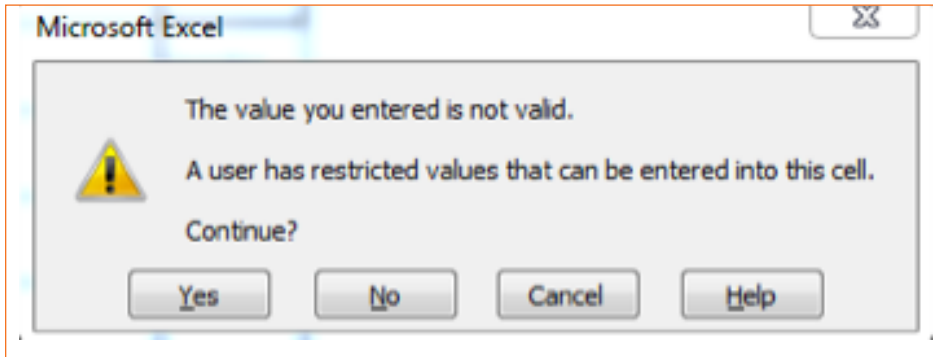 Microsoft Excel
The value you entered is not valid.
A user has restricted values that can be entered into this cell.
Continue?
Yes No Cancel Help